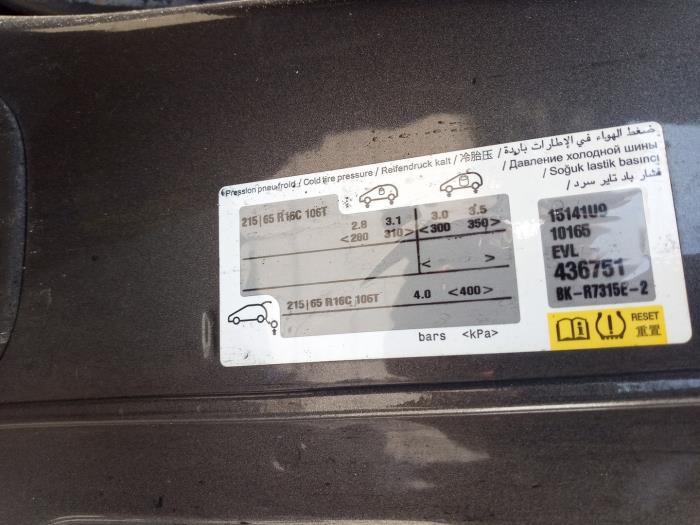 ضغط الهواء في الإطارات باردة /
Pression pneu froid / Cold tire pressure / Reifendruck kalt / 冷胎压 / Давление холодной шины
/ Soğuk lastik basıncı
/ فشار باد تایر سرد
215|65 R16C 106T 2.8 3.1 3.0 3.5
<280 310> <300 350>
< >
215|65 R16C 106T 4.0 <400>
bars <kPa>
15141U9
10165
EVL
436751
BK-R7315E-2
RESET
重置